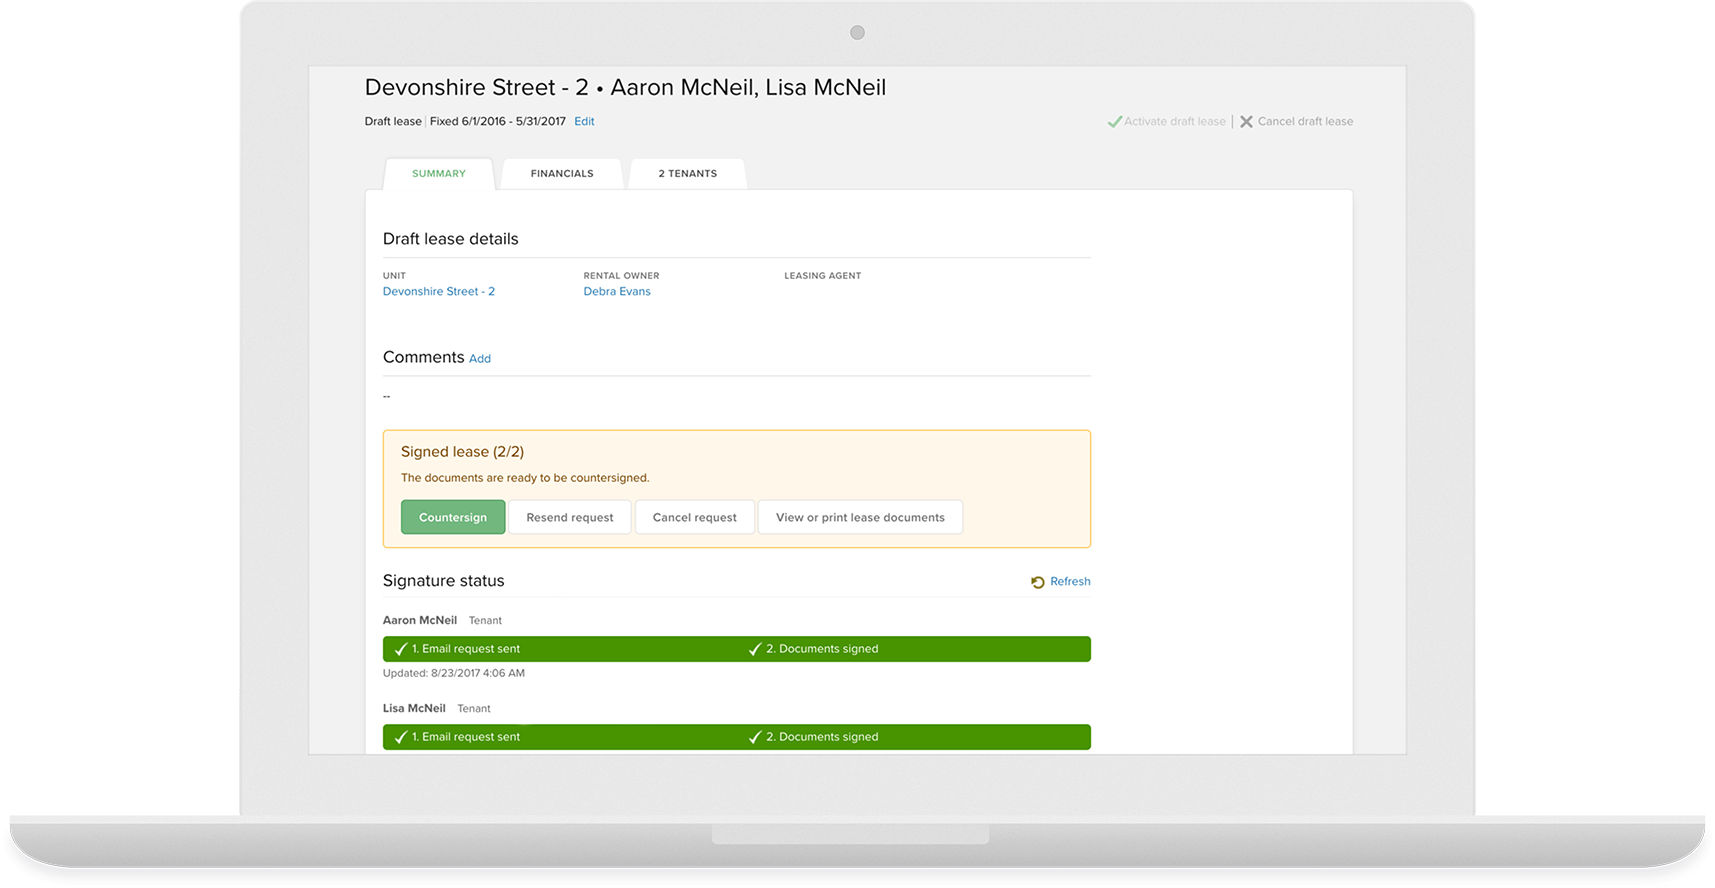 Devonshire Street - 2 • Aaron McNeil, Lisa McNeil
Draft lease | Fixed 6/1/2016 - 5/31/2017 Edit
Activate draft lease | Cancel draft lease
SUMMARY FINANCIALS 2 TENANTS
Draft lease details
UNIT RENTAL OWNER LEASING AGENT
Devonshire Street - 2 Debra Evans
Comments Add
--
Signed lease (2/2)
The documents are ready to be countersigned.
Countersign Resend request Cancel request View or print lease documents
Signature status Refresh
Aaron McNeil Tenant
1. Email request sent 2. Documents signed
Updated: 8/23/2017 4:06 AM
Lisa McNeil Tenant
1. Email request sent 2. Documents signed